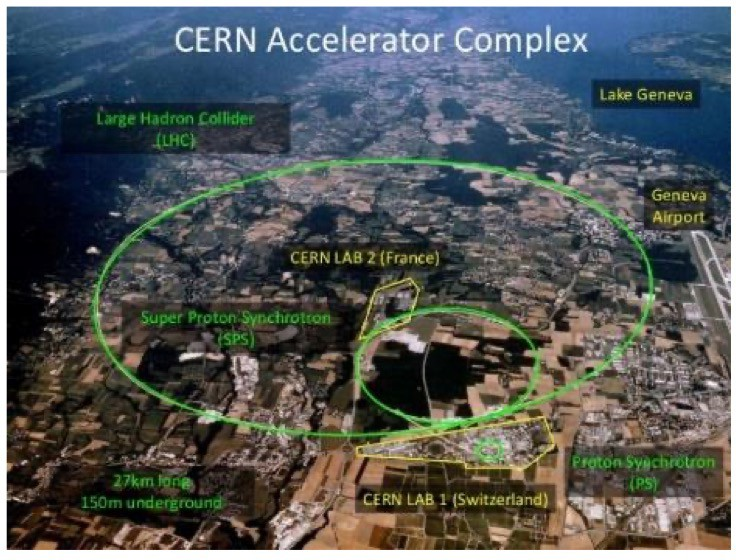 CERN Accelerator Complex
Lake Geneva
Large Hadron Collider
(LHC)
Geneva
Airport
CERN LAB 2 (France)
Super Proton Synchrotron
(SPS)
27km long
150m underground
Proton Synchrotron
(PS)
CERN LAB 1 (Switzerland)